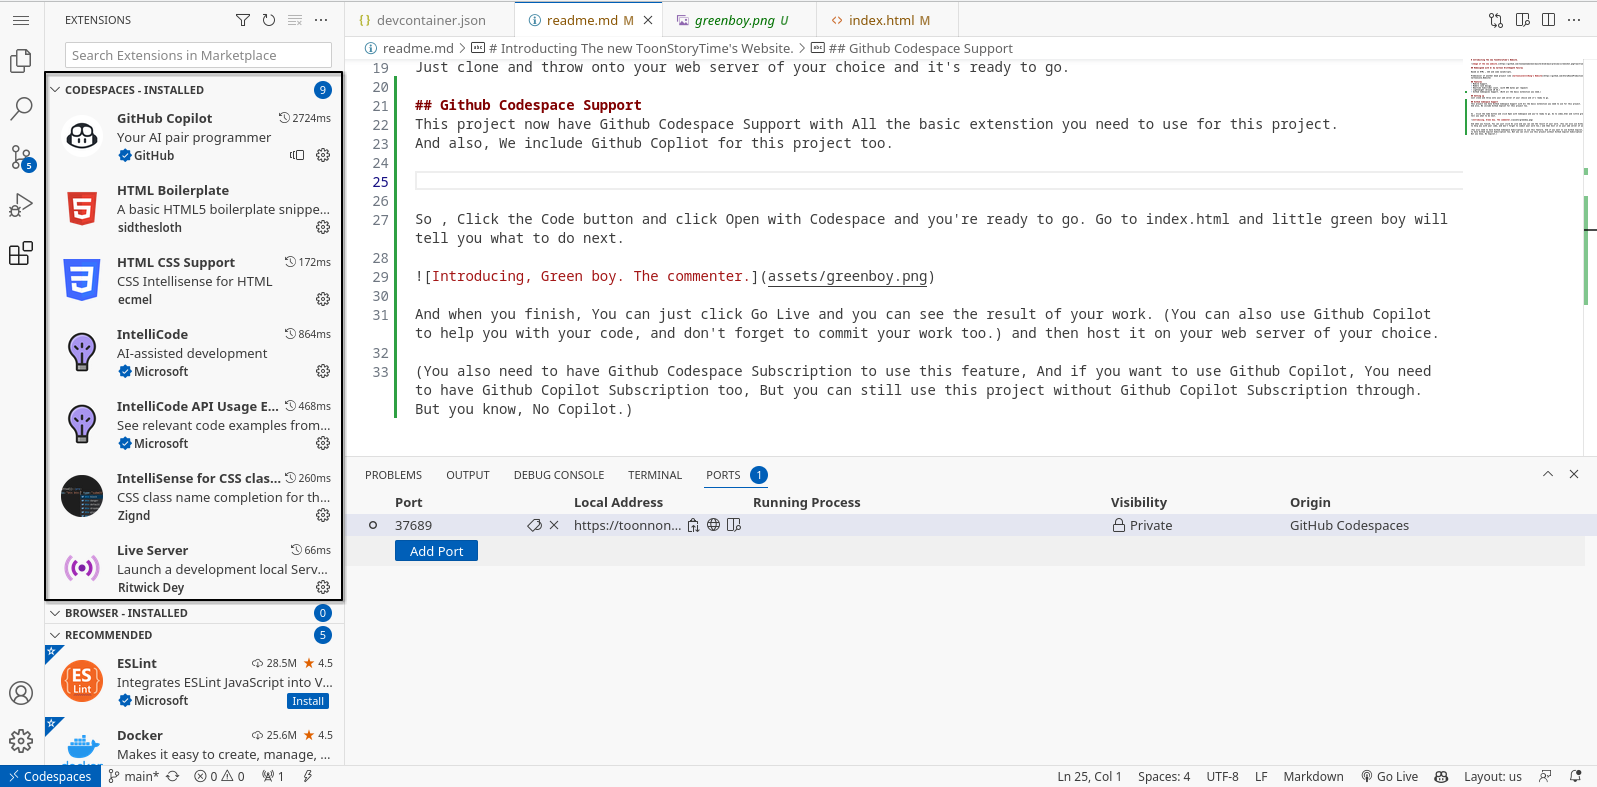 EXTENSIONS
Search Extensions in Marketplace
CODESPACES - INSTALLED 9
GitHub Copilot 2724ms
Your AI pair programmer
GitHub
HTML Boilerplate
A basic HTML5 boilerplate snippe...
sidthesloth
HTML CSS Support 172ms
CSS Intellisense for HTML
ecmel
IntelliCode 864ms
AI-assisted development
Microsoft
IntelliCode API Usage E... 468ms
See relevant code examples from...
Microsoft
IntelliSense for CSS clas... 260ms
CSS class name completion for th...
Zignd
Live Server 66ms
Launch a development local Serv...
Ritwick Dey
BROWSER - INSTALLED 0
RECOMMENDED 5
ES
Lint
ESLint 28.5M ★ 4.5
Integrates ESLint JavaScript into V...
Microsoft Install
Docker 25.6M ★ 4.5
Makes it easy to create, manage, ...
5
{} devcontainer.json
readme.md M
greenboy.png U
<> index.html M
readme.md > # Introducing The new ToonStoryTime's Website. > ## Github Codespace Support
19 Just clone and throw onto your web server of your choice and it's ready to go.
20
21 ## Github Codespace Support
22 This project now have Github Codespace Support with All the basic extenstion you need to use for this project.
23 And also, We include Github Copliot for this project too.
24
25
26
27 So , Click the Code button and click Open with Codespace and you're ready to go. Go to index.html and little green boy will
tell you what to do next.
28
29 ![Introducing, Green boy. The commenter.](assets/greenboy.png)
30
31 And when you finish, You can just click Go Live and you can see the result of your work. (You can also use Github Copilot
to help you with your code, and don't forget to commit your work too.) and then host it on your web server of your choice.
32
33 (You also need to have Github Codespace Subscription to use this feature, And if you want to use Github Copilot, You need
to have Github Copilot Subscription too, But you can still use this project without Github Copilot Subscription through.
But you know, No Copilot.)
PROBLEMS OUTPUT DEBUG CONSOLE TERMINAL PORTS 1
Port Local Address Running Process Visibility Origin
37689 https://toonnon... Private GitHub Codespaces
Add Port
Codespaces main* 0 0 1
Ln 25, Col 1 Spaces: 4 UTF-8 LF Markdown Go Live Layout: us